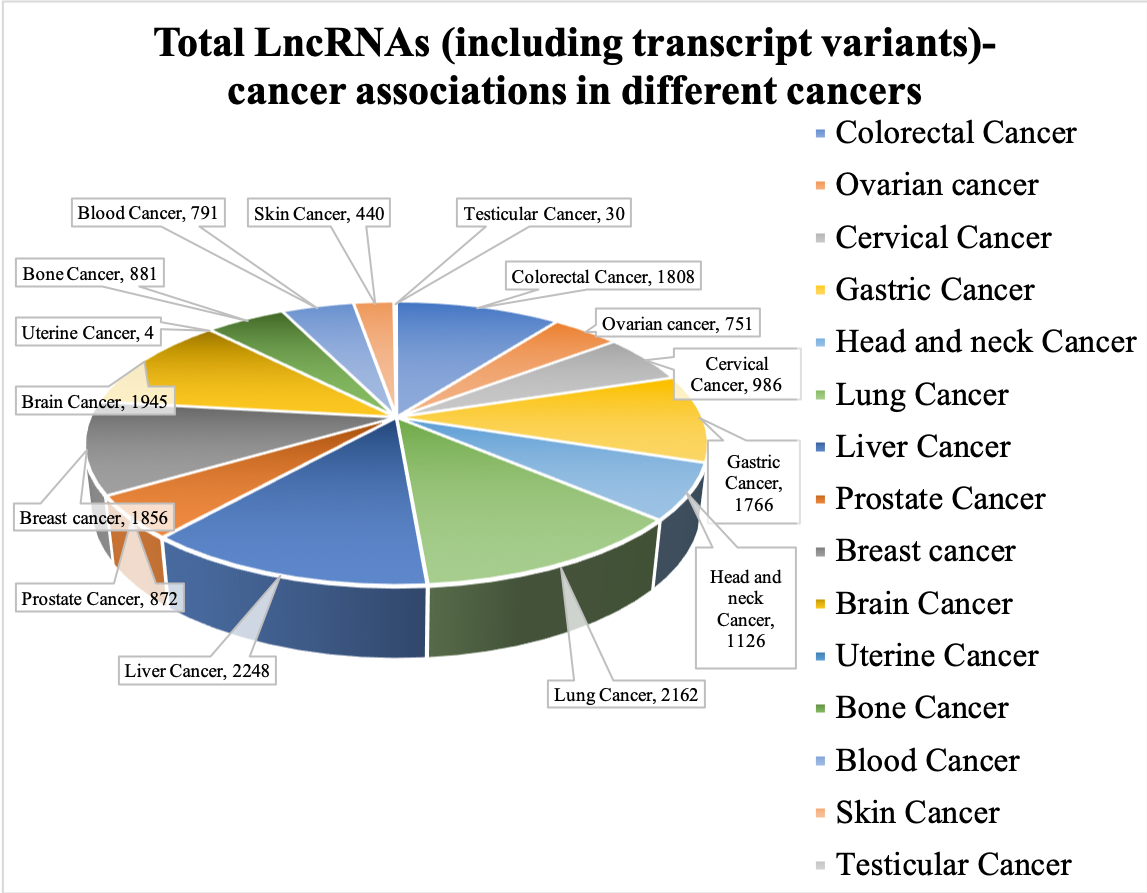 Total LncRNAs (including transcript variants)-
cancer associations in different cancers
Colorectal Cancer
Ovarian cancer
Cervical Cancer
Gastric Cancer
Head and neck Cancer
Lung Cancer
Liver Cancer
Prostate Cancer
Breast cancer
Brain Cancer
Uterine Cancer
Bone Cancer
Blood Cancer
Skin Cancer
Testicular Cancer
Blood Cancer, 791
Skin Cancer, 440
Testicular Cancer, 30
Bone Cancer, 881
Colorectal Cancer, 1808
Uterine Cancer, 4
Ovarian cancer, 751
Cervical
Cancer, 986
Brain Cancer, 1945
Gastric
Cancer,
1766
Breast cancer, 1856
Head and
neck
Cancer,
1126
Prostate Cancer, 872
Liver Cancer, 2248
Lung Cancer, 2162